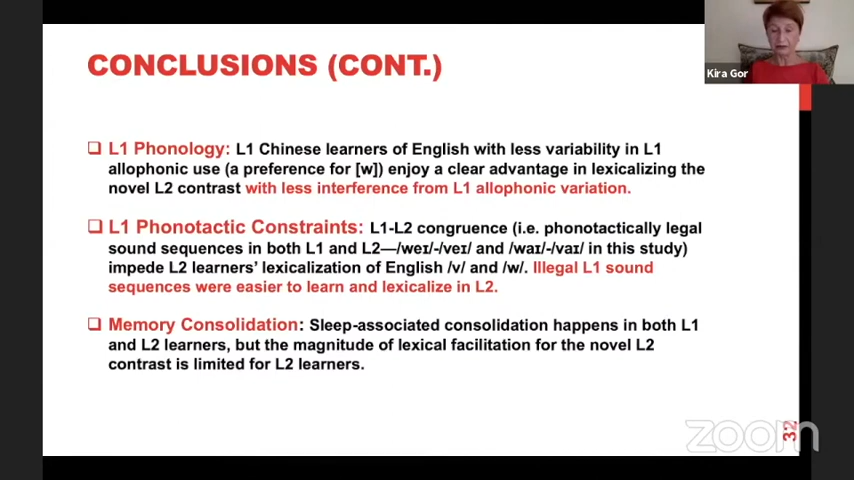 CONCLUSIONS (CONT.)
Kira Gor
❑ L1 Phonology: L1 Chinese learners of English with less variability in L1
allophonic use (a preference for [w]) enjoy a clear advantage in lexicalizing the
novel L2 contrast with less interference from L1 allophonic variation.
❑ L1 Phonotactic Constraints: L1-L2 congruence (i.e. phonotactically legal
sound sequences in both L1 and L2—/weɪ/-/veɪ/ and /waɪ/-/vaɪ/ in this study)
impede L2 learners’ lexicalization of English /v/ and /w/. Illegal L1 sound
sequences were easier to learn and lexicalize in L2.
❑ Memory Consolidation: Sleep-associated consolidation happens in both L1
and L2 learners, but the magnitude of lexical facilitation for the novel L2
contrast is limited for L2 learners.
32
zoom